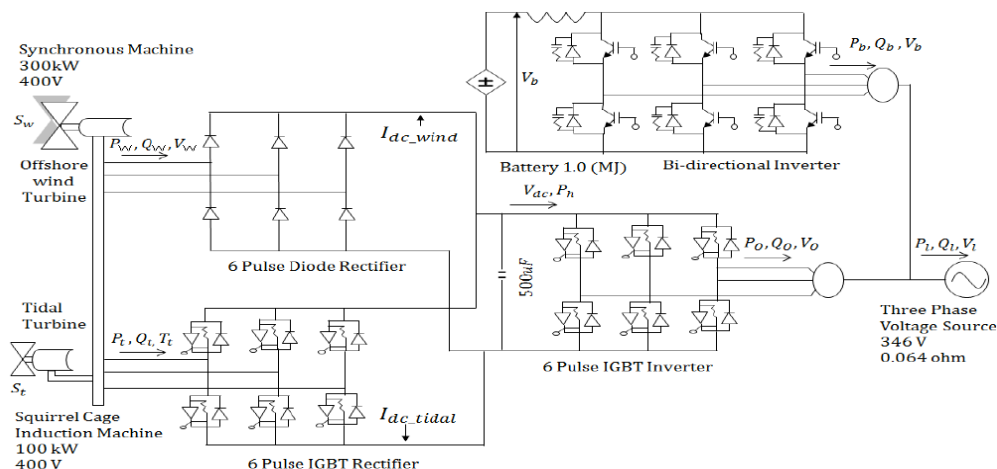 Synchronous Machine
300kW
400V
S_w
Offshore
wind
Turbine
P_W, Q_W, V_W
I_dc_wind
6 Pulse Diode Rectifier
V_b
Battery 1.0 (MJ)
Bi-directional Inverter
P_b, Q_b, V_b
V_dc, P_h
500uF
P_O, Q_O, V_O
P_l, Q_l, V_l
6 Pulse IGBT Inverter
Three Phase
Voltage Source
346 V
0.064 ohm
Tidal
Turbine
S_t
P_t, Q_t, T_t
I_dc_tidal
Squirrel Cage
Induction Machine
100 kW
400 V
6 Pulse IGBT Rectifier